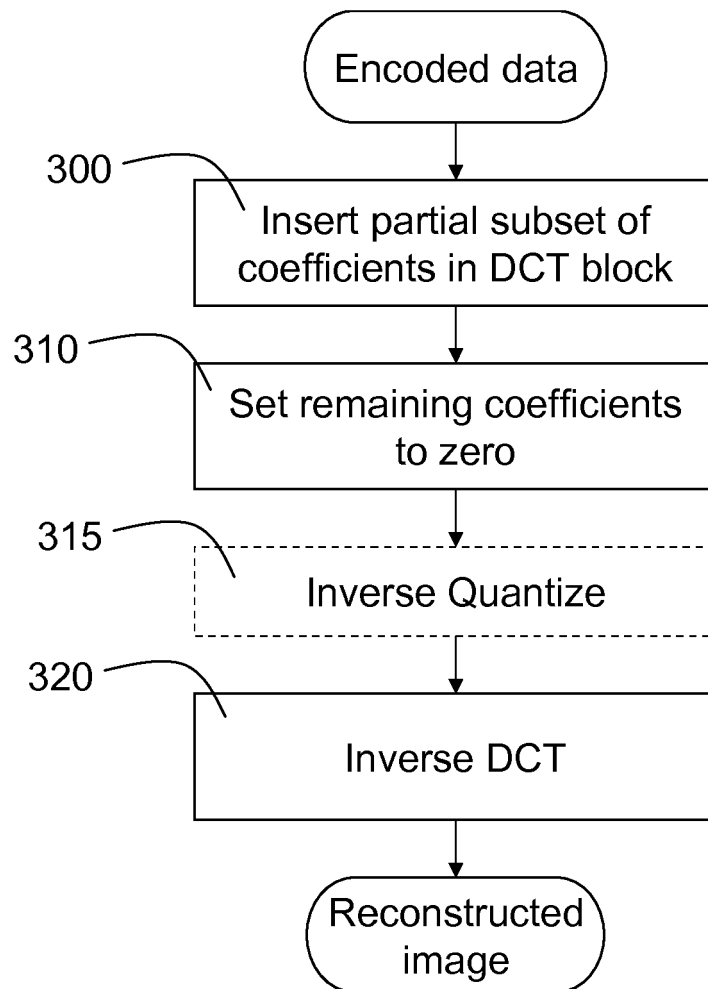 Encoded data
300
Insert partial subset of
coefficients in DCT block
310
Set remaining coefficients
to zero
315
Inverse Quantize
320
Inverse DCT
Reconstructed
image